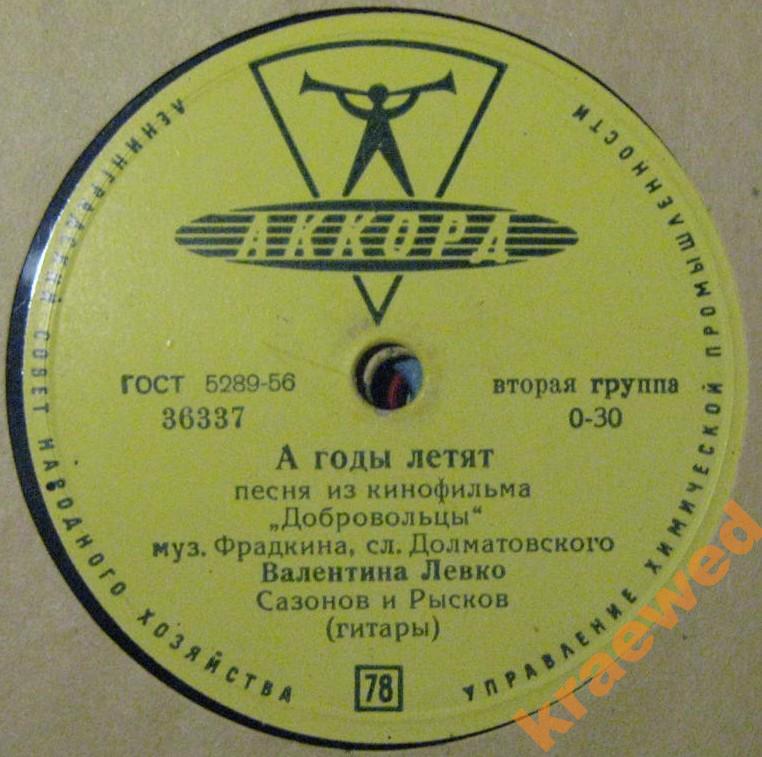 ЛЕНИНГРАДСКИЙ СОВЕТ НАРОДНОГО ХОЗЯЙСТВА
УПРАВЛЕНИЕ ХИМИЧЕСКОЙ ПРОМЫШЛЕННОСТИ
АККОРД
ГОСТ 5289-56
вторая группа
36337
0-30
А годы летят
песня из кинофильма
„Добровольцы“
муз. Фрадкина, сл. Долматовского
Валентина Левко
Сазонов и Рысков
(гитары)
78
kraewed